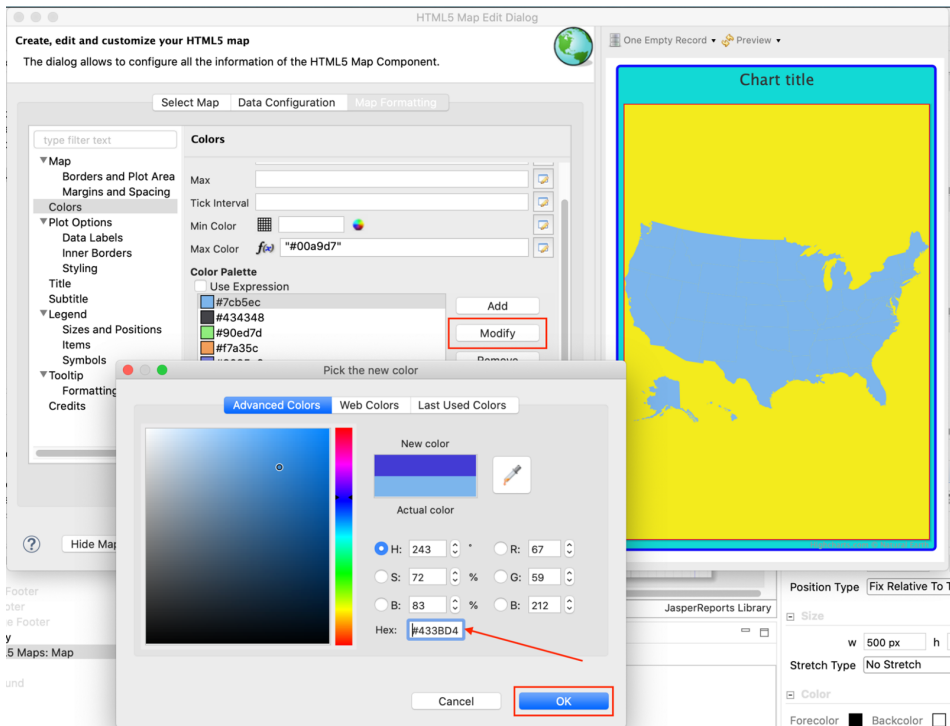 HTML5 Map Edit Dialog
Create, edit and customize your HTML5 map
The dialog allows to configure all the information of the HTML5 Map Component.
One Empty Record
Preview
Select Map
Data Configuration
Map Formatting
type filter text
Map
Borders and Plot Area
Margins and Spacing
Colors
Plot Options
Data Labels
Inner Borders
Styling
Title
Subtitle
Legend
Sizes and Positions
Items
Symbols
Tooltip
Formatting
Credits
Colors
Max
Tick Interval
Min Color
Max Color f(x) "#00a9d7"
Color Palette
Use Expression
#7cb5ec
#434348
#90ed7d
#f7a35c
Add
Modify
Remove
Chart title
Hide Map
Pick the new color
Advanced Colors
Web Colors
Last Used Colors
New color
Actual color
H: 243 ° R: 67
S: 72 % G: 59
B: 83 % B: 212
Hex: #433BD4
Cancel
OK
Footer
oter
e Footer
y
.5 Maps: Map
und
JasperReports Library
Position Type Fix Relative To T
Size
w 500 px h
Stretch Type No Stretch
Color
Forecolor Backcolor